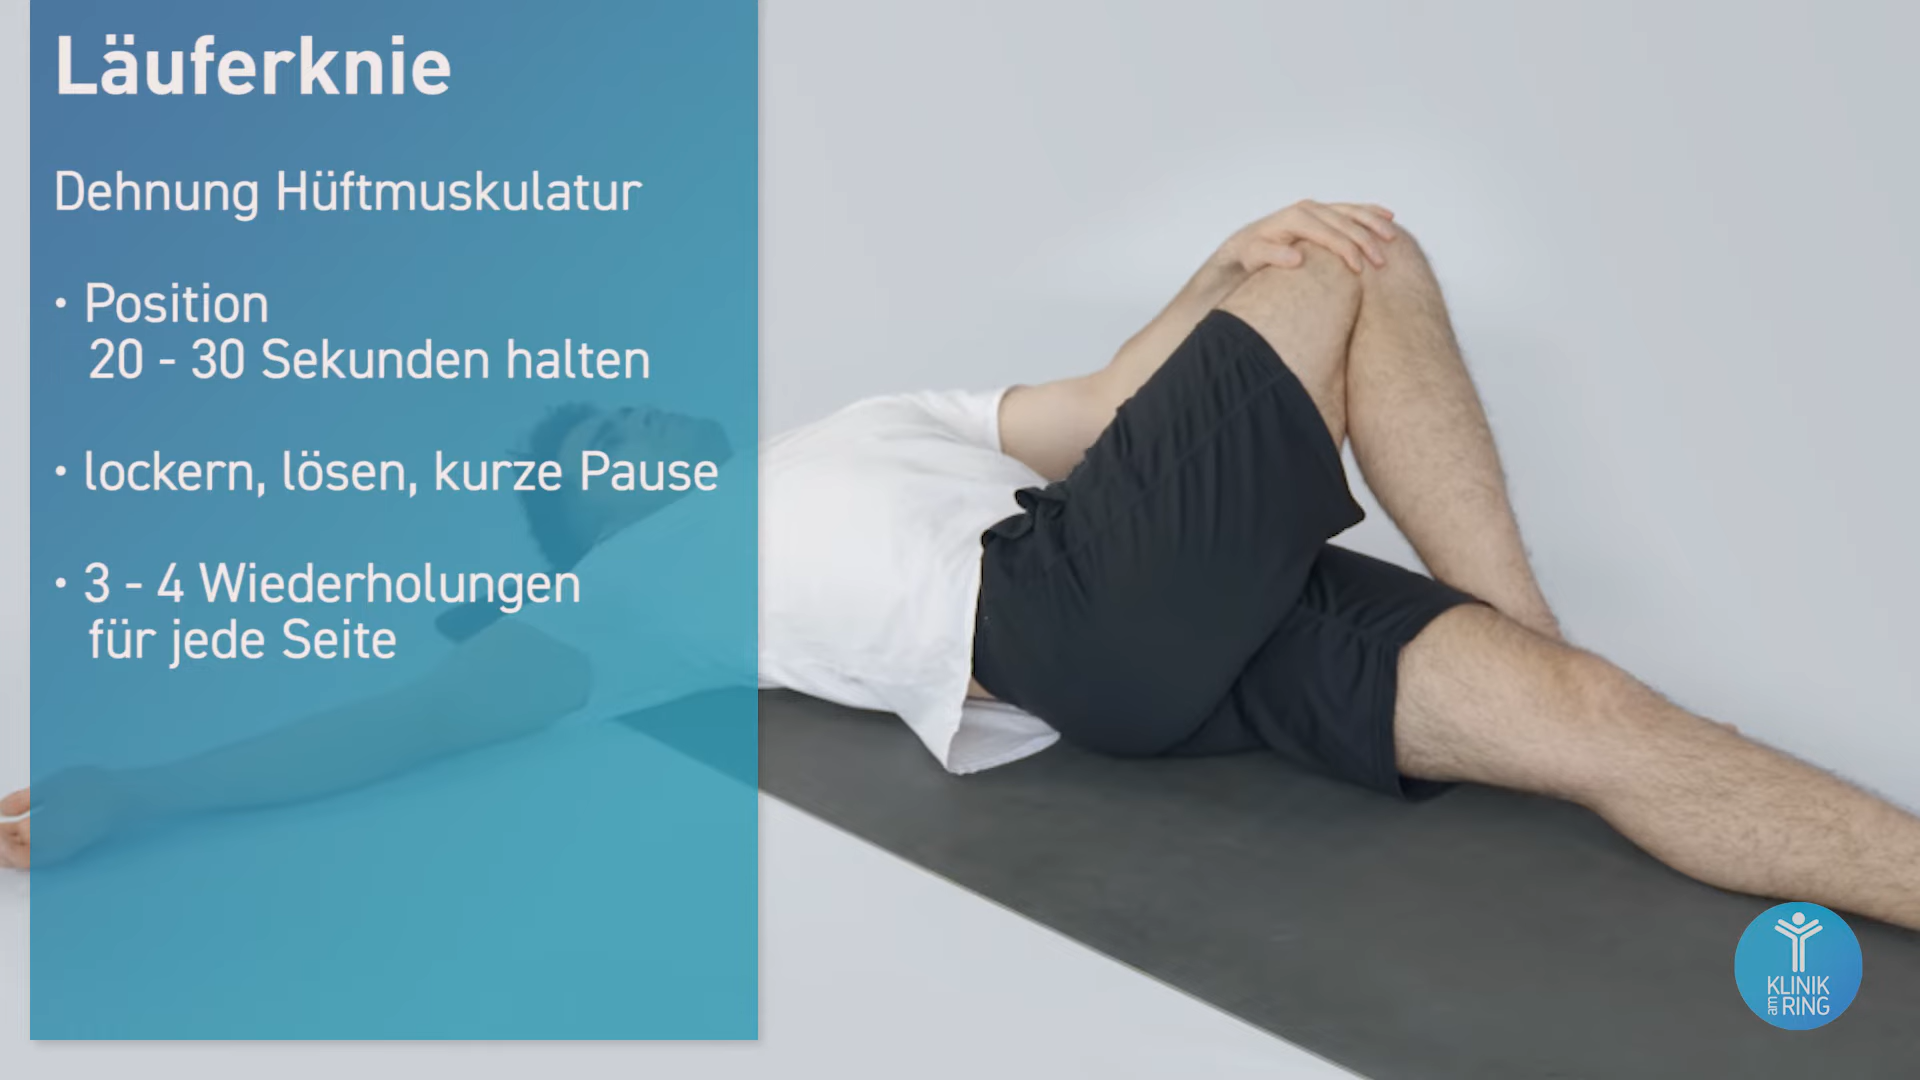 Läuferknie
Dehnung Hüftmuskulatur
• Position
20 - 30 Sekunden halten
• lockern, lösen, kurze Pause
• 3 - 4 Wiederholungen
für jede Seite
KLINIK
am RING